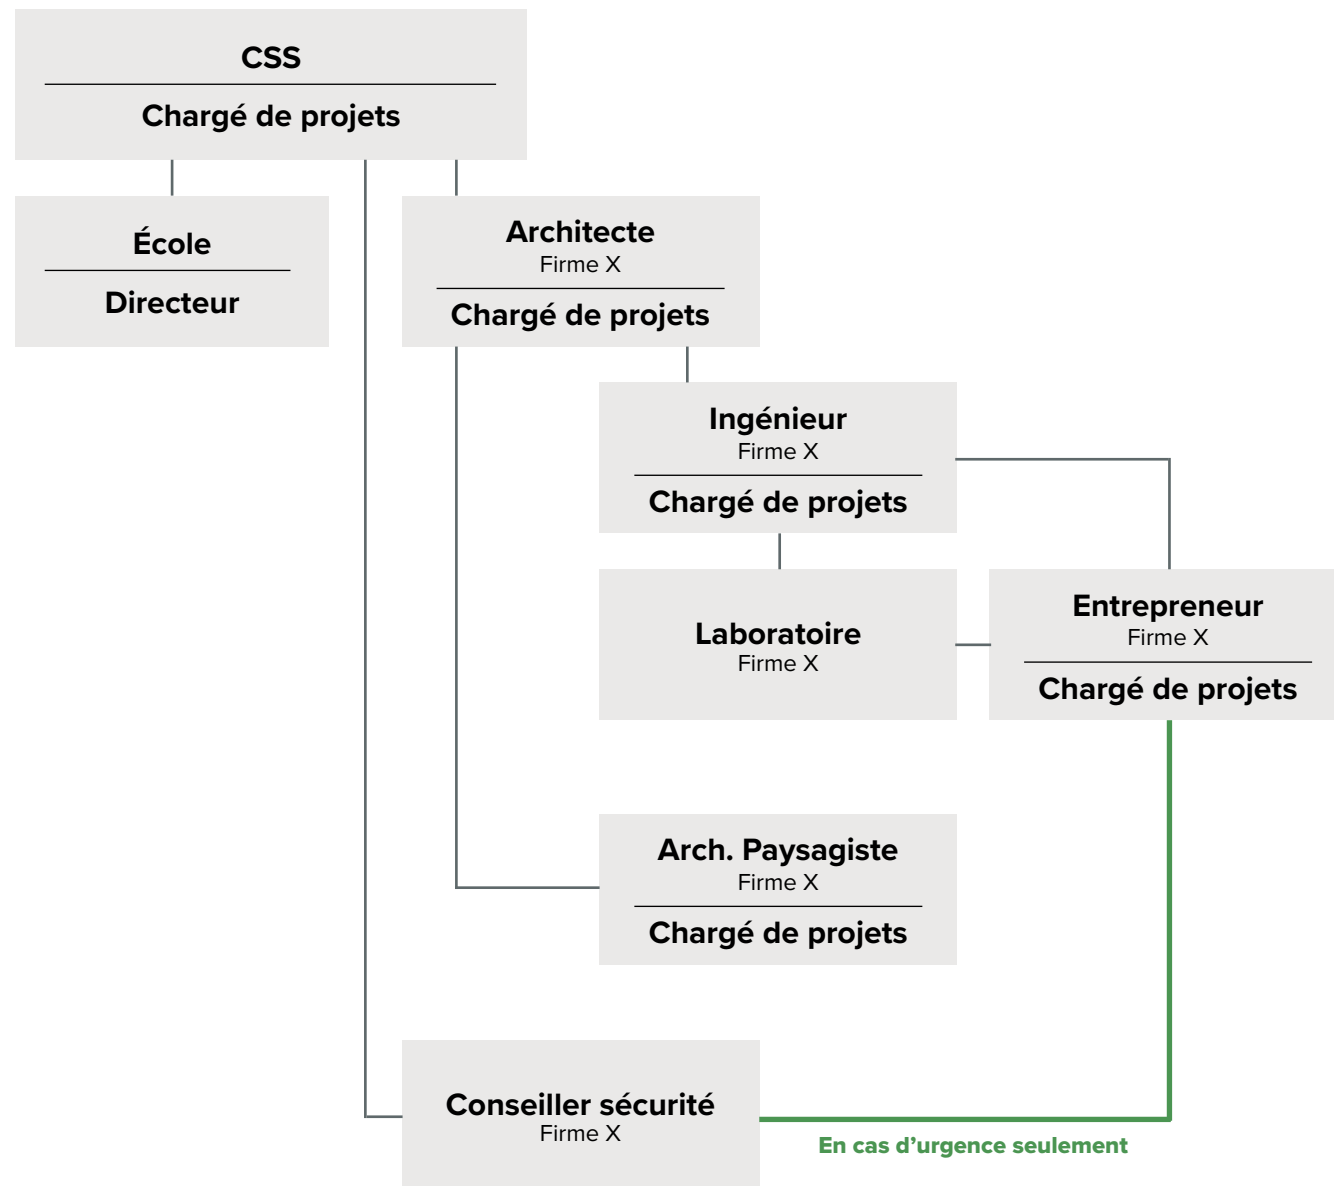 CSS
Chargé de projets
École
Directeur
Architecte
Firme X
Chargé de projets
Ingénieur
Firme X
Chargé de projets
Laboratoire
Firme X
Entrepreneur
Firme X
Chargé de projets
Arch. Paysagiste
Firme X
Chargé de projets
Conseiller sécurité
Firme X
En cas d’urgence seulement